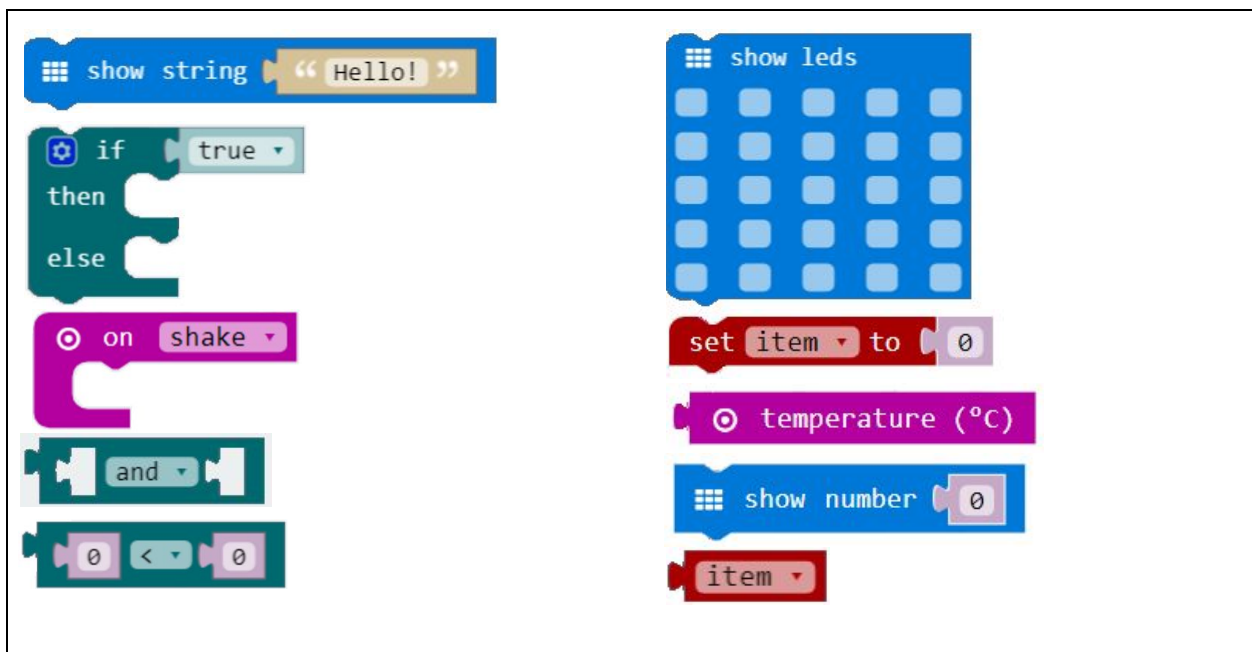 show string “ Hello! ”
if true
then
else
on shake
and
0 < 0
show leds
set item to 0
temperature (ºC)
show number 0
item